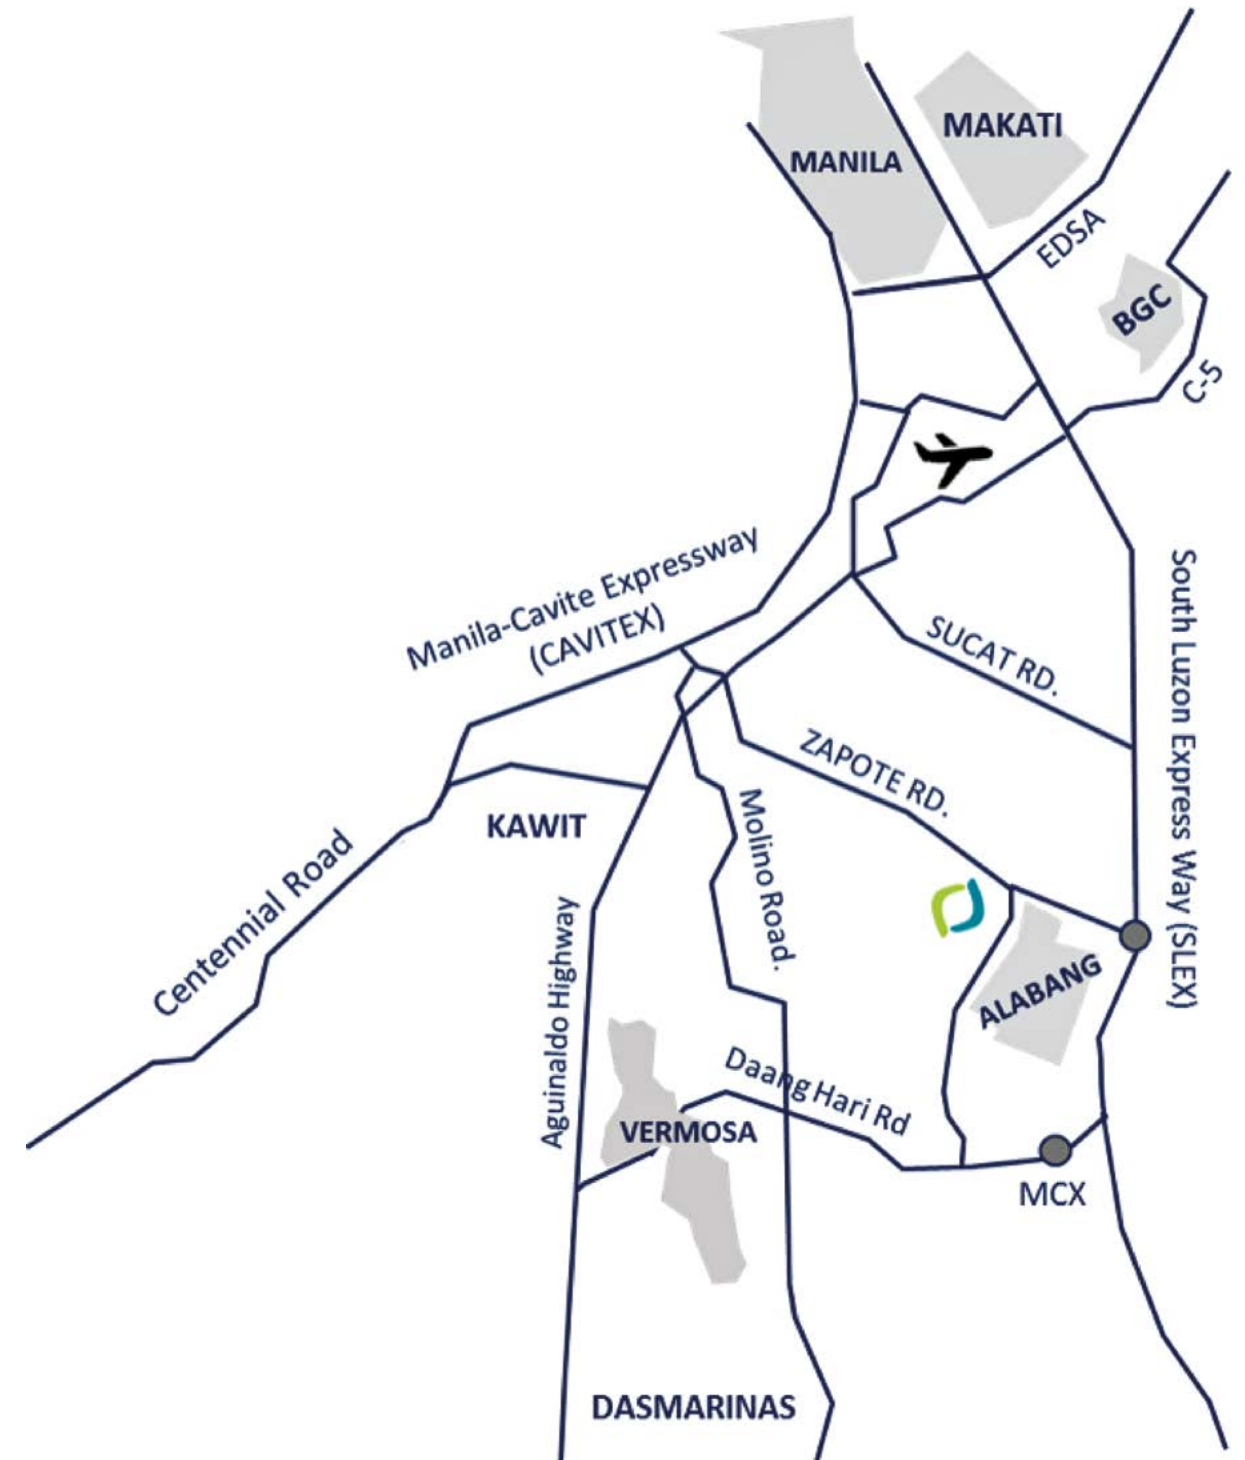 MAKATI
MANILA
EDSA
BGC
C-5
Manila-Cavite Expressway
(CAVITEX)
South Luzon Express Way (SLEX)
SUCAT RD.
ZAPOTE RD.
Molino Road.
KAWIT
Centennial Road
Aguinaldo Highway
ALABANG
Daang Hari Rd
VERMOSA
MCX
DASMARINAS